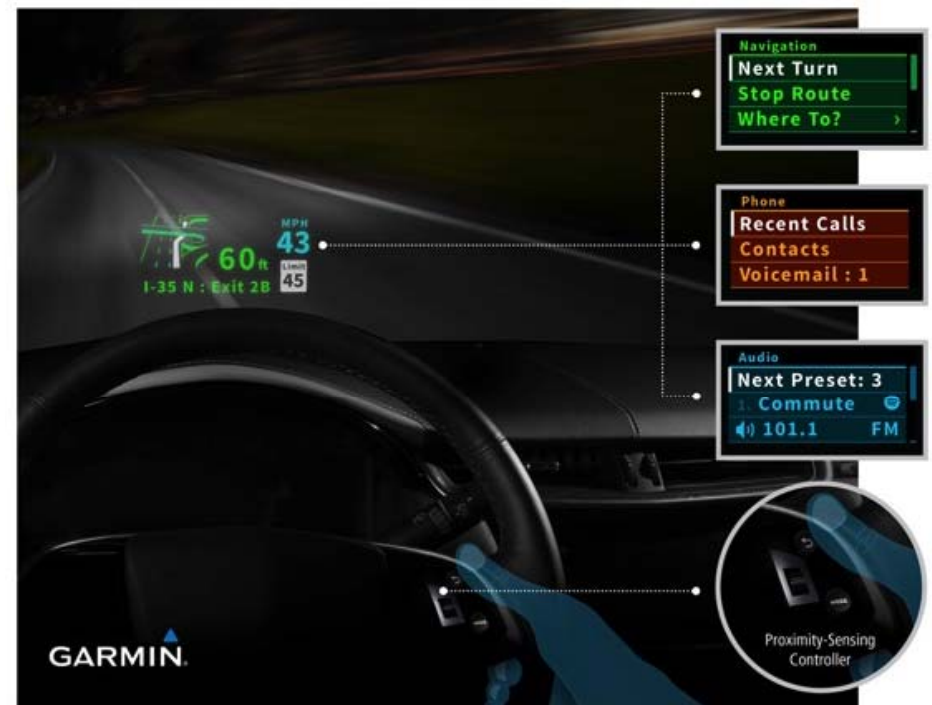 MPH
43
60ft
Limit
45
I-35 N : Exit 2B
Navigation
Next Turn
Stop Route
Where To? ›
Phone
Recent Calls
Contacts
Voicemail : 1
Audio
Next Preset: 3
1. Commute
101.1 FM
Proximity-Sensing
Controller
GARMIN.